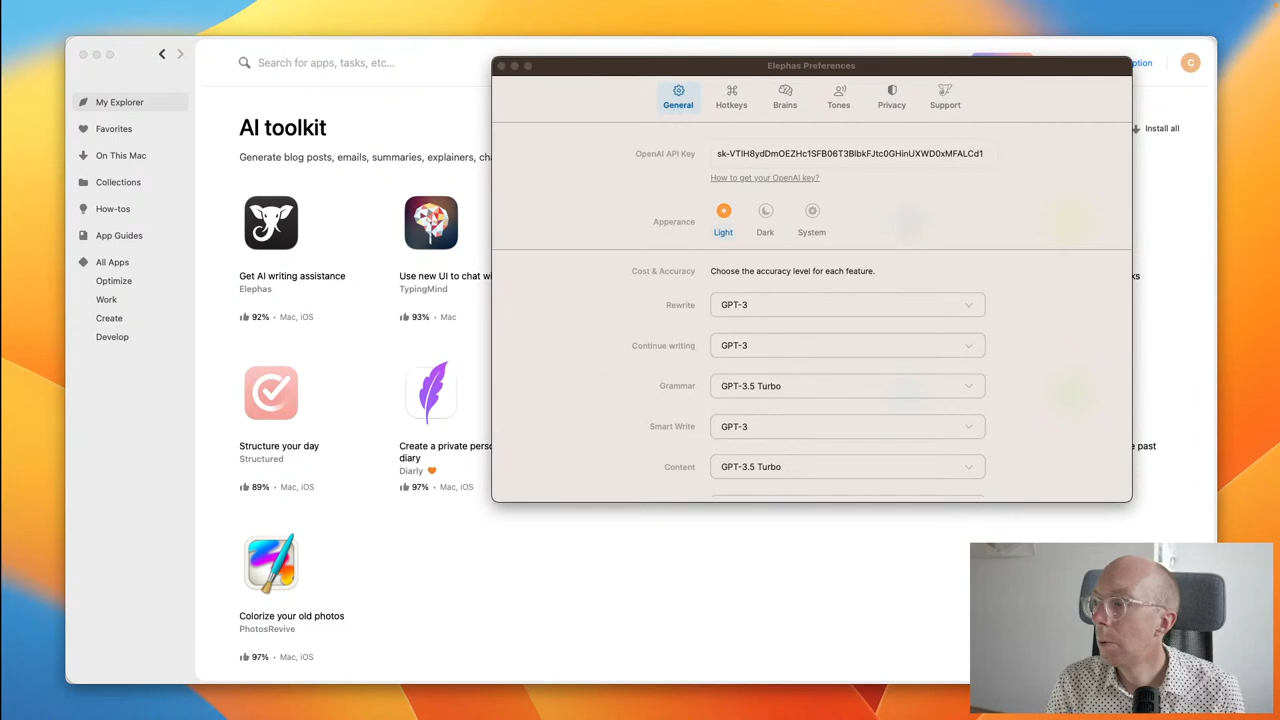 Search for apps, tasks, etc...
ption
C
My Explorer
Favorites
On This Mac
Collections
How-tos
App Guides
All Apps
Optimize
Work
Create
Develop
AI toolkit
Install all
Generate blog posts, emails, summaries, explainers, cha
Get AI writing assistance
Elephas
92% • Mac, iOS
Use new UI to chat wi
TypingMind
93% • Mac
ks
Structure your day
Structured
89% • Mac, iOS
Create a private perso
diary
Diarly
97% • Mac, iOS
e past
Colorize your old photos
PhotosRevive
97% • Mac, iOS
Elephas Preferences
General
Hotkeys
Brains
Tones
Privacy
Support
OpenAI API Key
How to get your OpenAI key?
Apperance
Light
Dark
System
Cost & Accuracy Choose the accuracy level for each feature.
Rewrite GPT-3
Continue writing GPT-3
Grammar GPT-3.5 Turbo
Smart Write GPT-3
Content GPT-3.5 Turbo